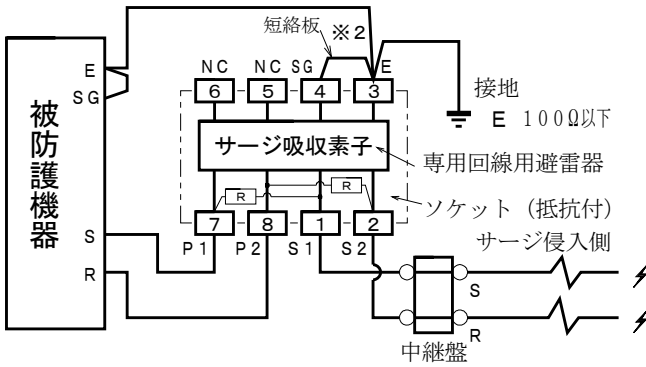 短絡板
※2
NC
NC
SG
E
6
5
4
3
接地
E 100Ω以下
E
SG
被防護機器
サージ吸収素子
専用回線用避雷器
R
R
ソケット（抵抗付）
7
8
1
2
S
P1
P2
S1
S2
サージ侵入側
R
S
R
中継盤